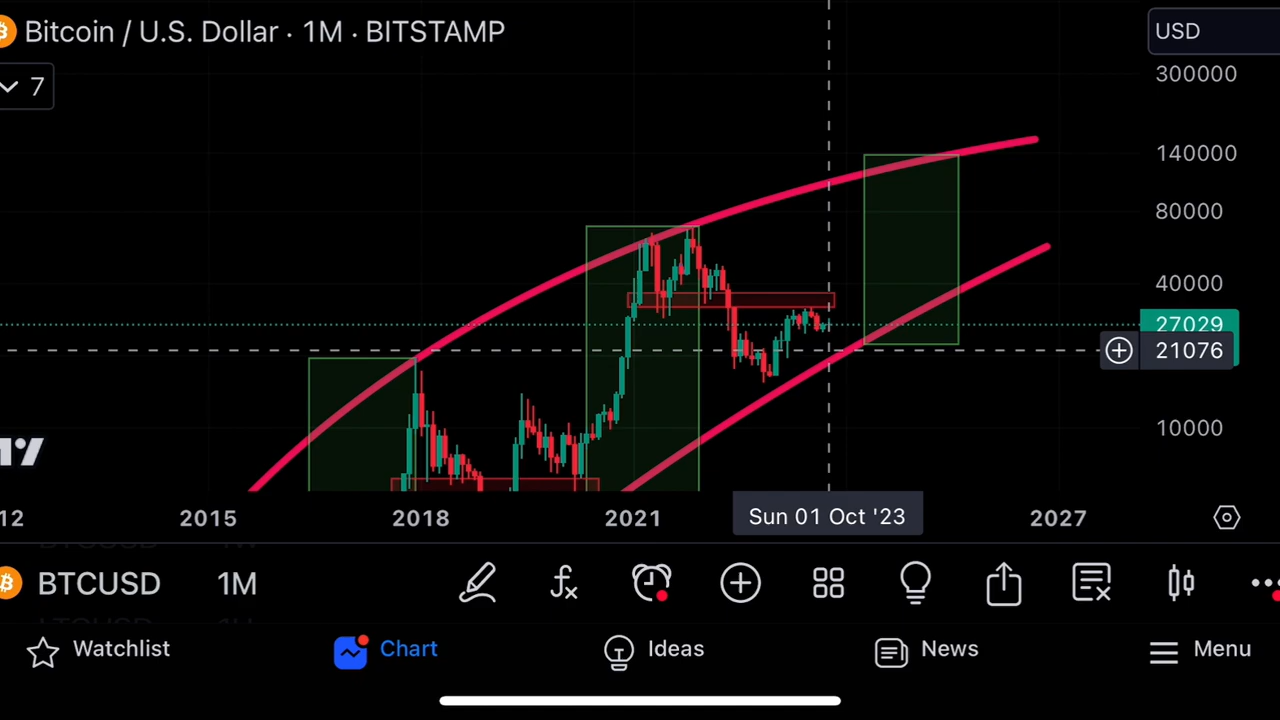 Bitcoin / U.S. Dollar · 1M · BITSTAMP
USD
7
300000
140000
80000
40000
27029
21076
10000
12
2015
2018
2021
Sun 01 Oct '23
2027
BTCUSD
1M
Watchlist
Chart
Ideas
News
Menu